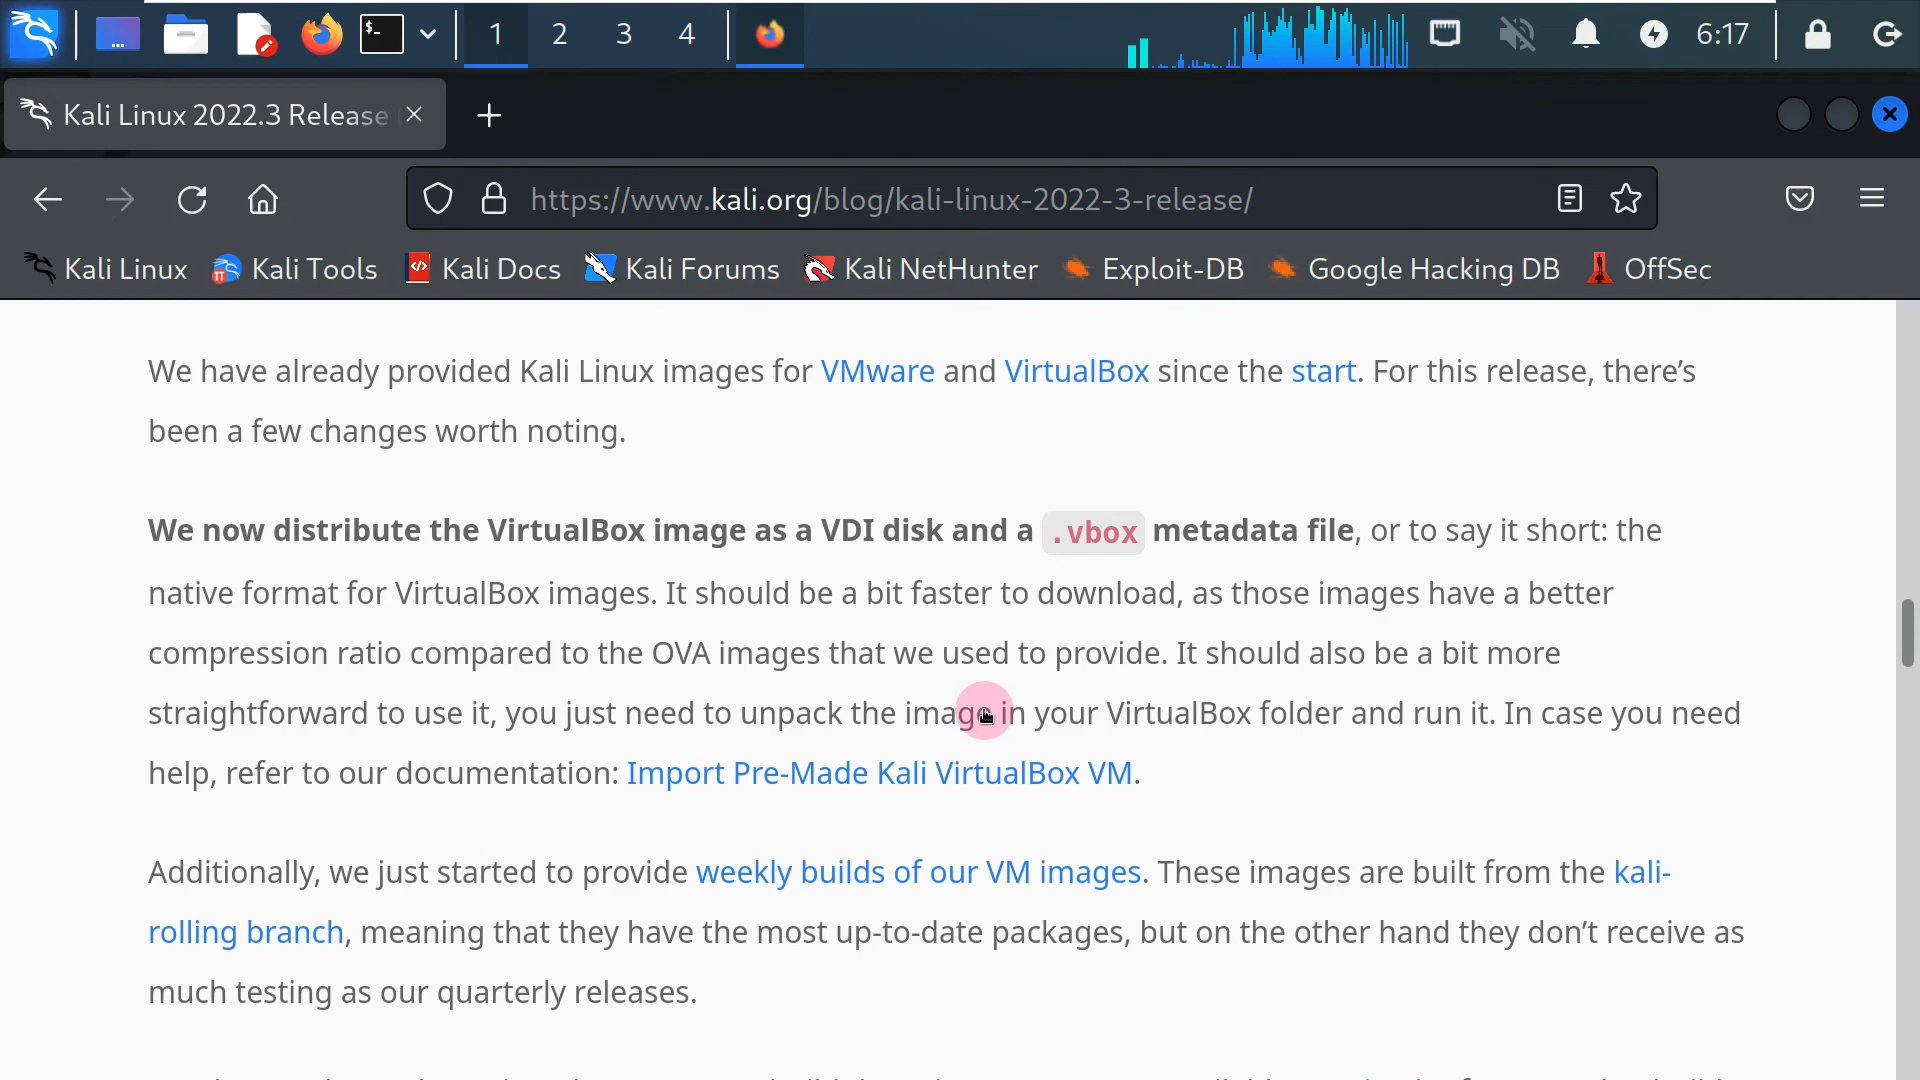 1 2 3 4 6:17
Kali Linux 2022.3 Release
https://www.kali.org/blog/kali-linux-2022-3-release/
Kali Linux Kali Tools Kali Docs Kali Forums Kali NetHunter Exploit-DB Google Hacking DB OffSec
We have already provided Kali Linux images for VMware and VirtualBox since the start. For this release, there’s
been a few changes worth noting.
We now distribute the VirtualBox image as a VDI disk and a .vbox metadata file, or to say it short: the
native format for VirtualBox images. It should be a bit faster to download, as those images have a better
compression ratio compared to the OVA images that we used to provide. It should also be a bit more
straightforward to use it, you just need to unpack the image in your VirtualBox folder and run it. In case you need
help, refer to our documentation: Import Pre-Made Kali VirtualBox VM.
Additionally, we just started to provide weekly builds of our VM images. These images are built from the kali-
rolling branch, meaning that they have the most up-to-date packages, but on the other hand they don’t receive as
much testing as our quarterly releases.